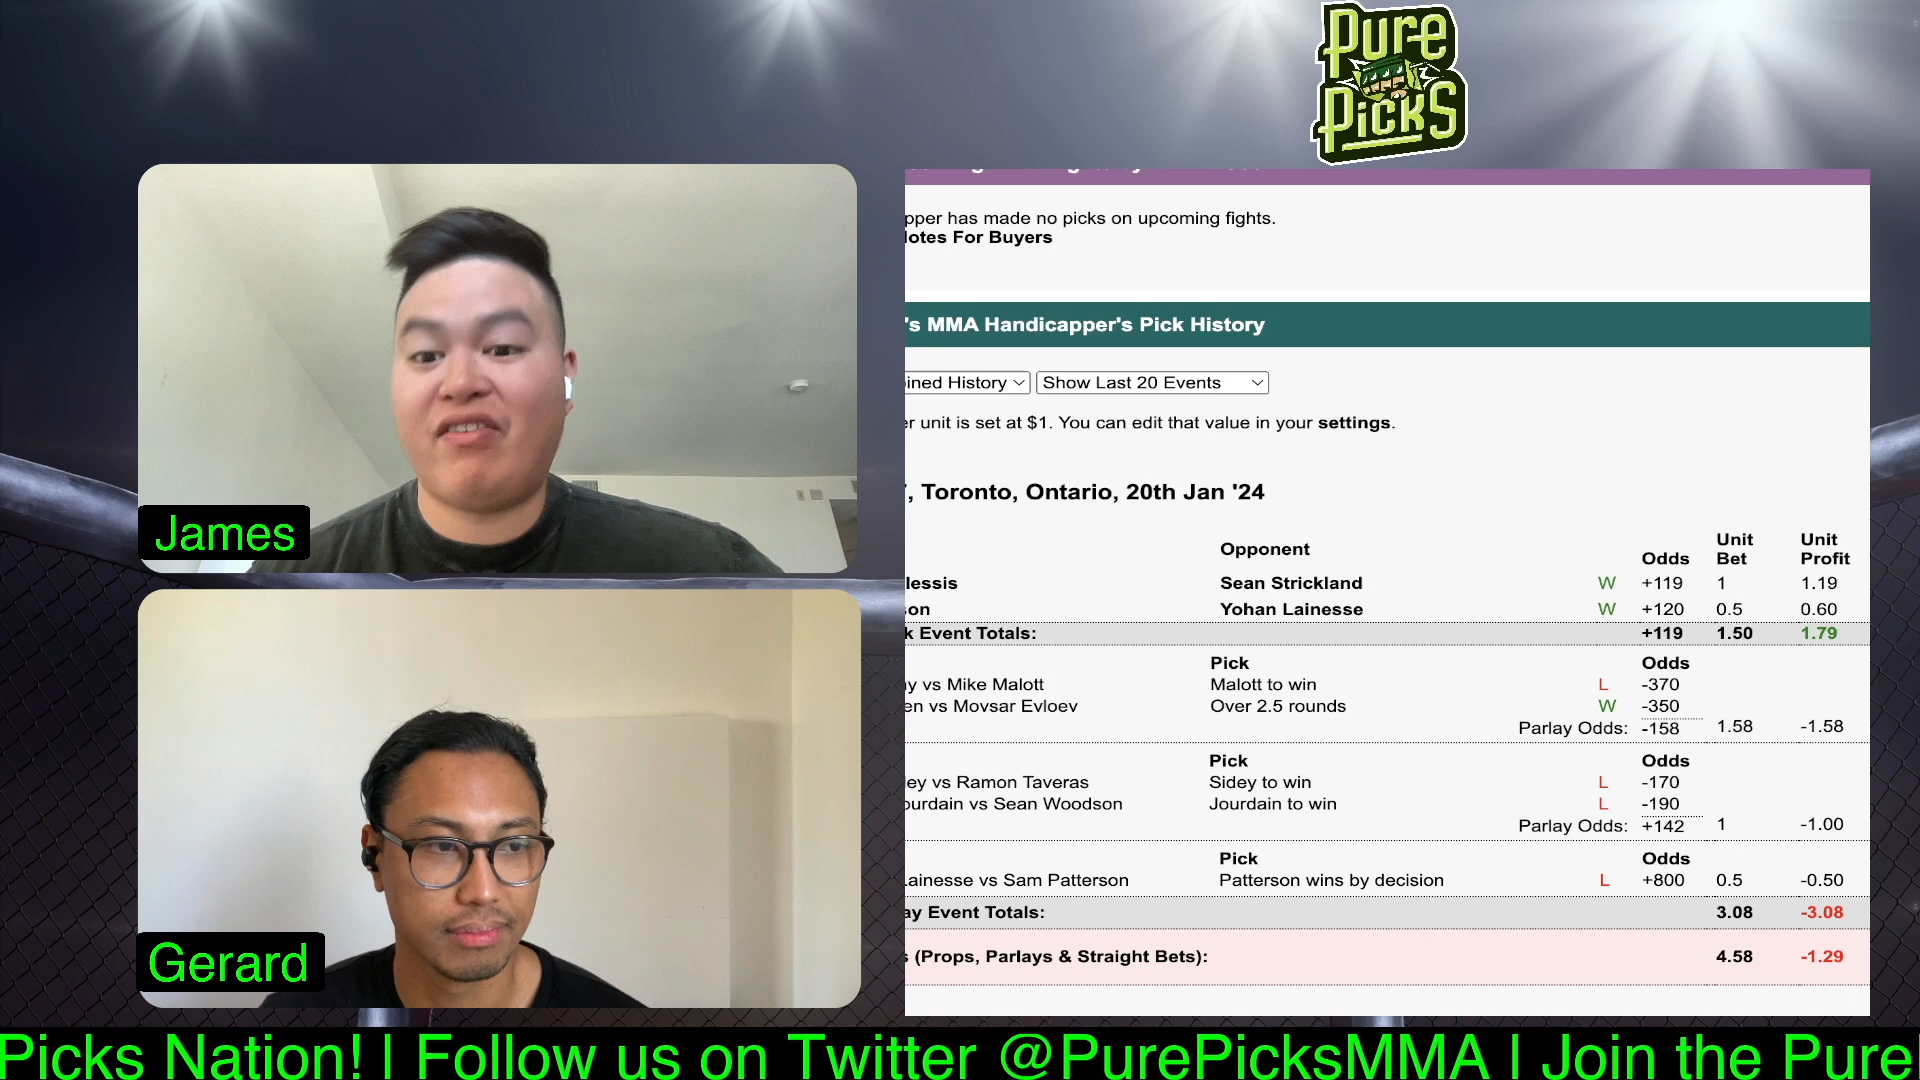 Pure
Picks
James
Gerard
pper has made no picks on upcoming fights.
Notes For Buyers
's MMA Handicapper's Pick History
ined History
Show Last 20 Events
er unit is set at $1. You can edit that value in your settings.
, Toronto, Ontario, 20th Jan '24
Opponent Odds Unit Bet Unit Profit
lessis Sean Strickland W +119 1 1.19
son Yohan Lainesse W +120 0.5 0.60
k Event Totals: +119 1.50 1.79
Pick Odds
y vs Mike Malott Malott to win L -370
en vs Movsar Evloev Over 2.5 rounds W -350
Parlay Odds: -158 1.58 -1.58
Pick Odds
ley vs Ramon Taveras Sidey to win L -170
ourdain vs Sean Woodson Jourdain to win L -190
Parlay Odds: +142 1 -1.00
Pick Odds
Lainesse vs Sam Patterson Patterson wins by decision L +800 0.5 -0.50
ay Event Totals: 3.08 -3.08
s (Props, Parlays & Straight Bets): 4.58 -1.29
Picks Nation! | Follow us on Twitter @PurePicksMMA | Join the Pure